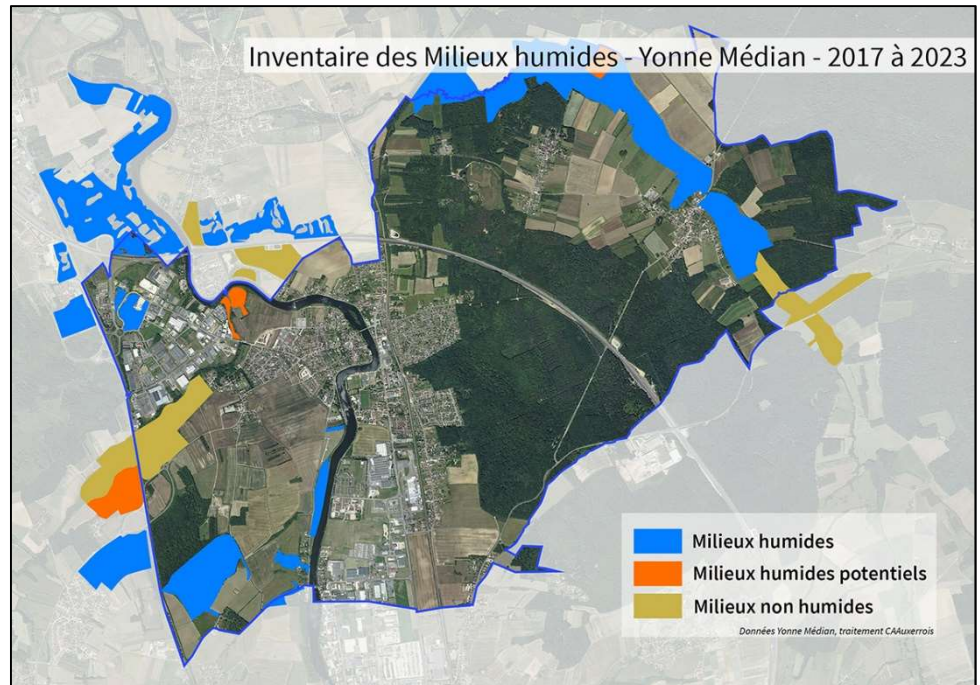 Inventaire des Milieux humides - Yonne Médian - 2017 à 2023
Milieux humides
Milieux humides potentiels
Milieux non humides
Données Yonne Médian, traitement CAAuxerrois